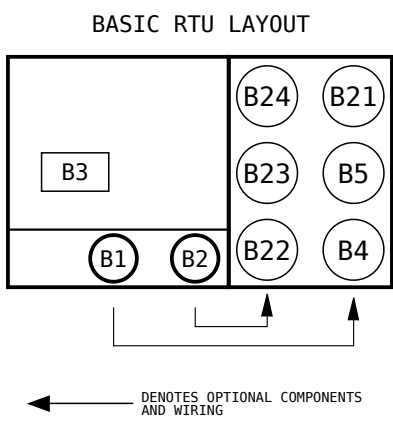 BASIC RTU LAYOUT
B24 B21
B3 B23 B5
B1 B2 B22 B4
DENOTES OPTIONAL COMPONENTS
AND WIRING